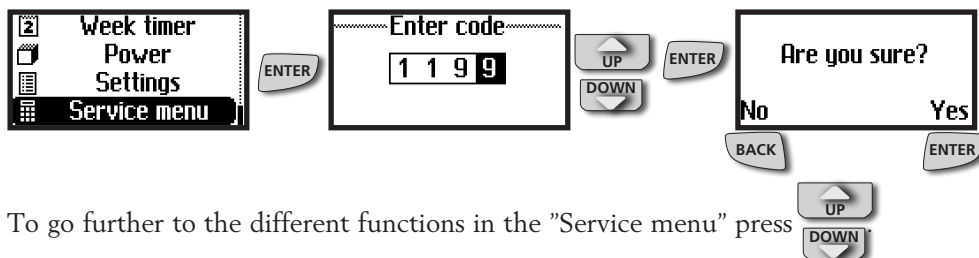 Week timer
Power
Settings
Service menu
ENTER
Enter code
1 1 9 9
UP
DOWN
ENTER
Are you sure?
No Yes
BACK ENTER
To go further to the different functions in the ”Service menu” press UP
DOWN.